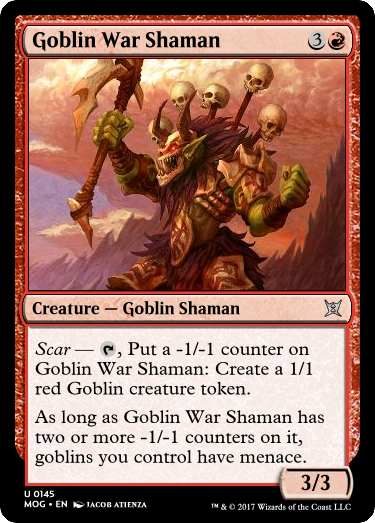 Goblin War Shaman 3
Creature — Goblin Shaman
Scar — , Put a -1/-1 counter on
Goblin War Shaman: Create a 1/1
red Goblin creature token.
As long as Goblin War Shaman has
two or more -1/-1 counters on it,
goblins you control have menace.
3/3
U 0145
MOG • EN JACOB ATIENZA
™ & © 2017 Wizards of the Coast LLC